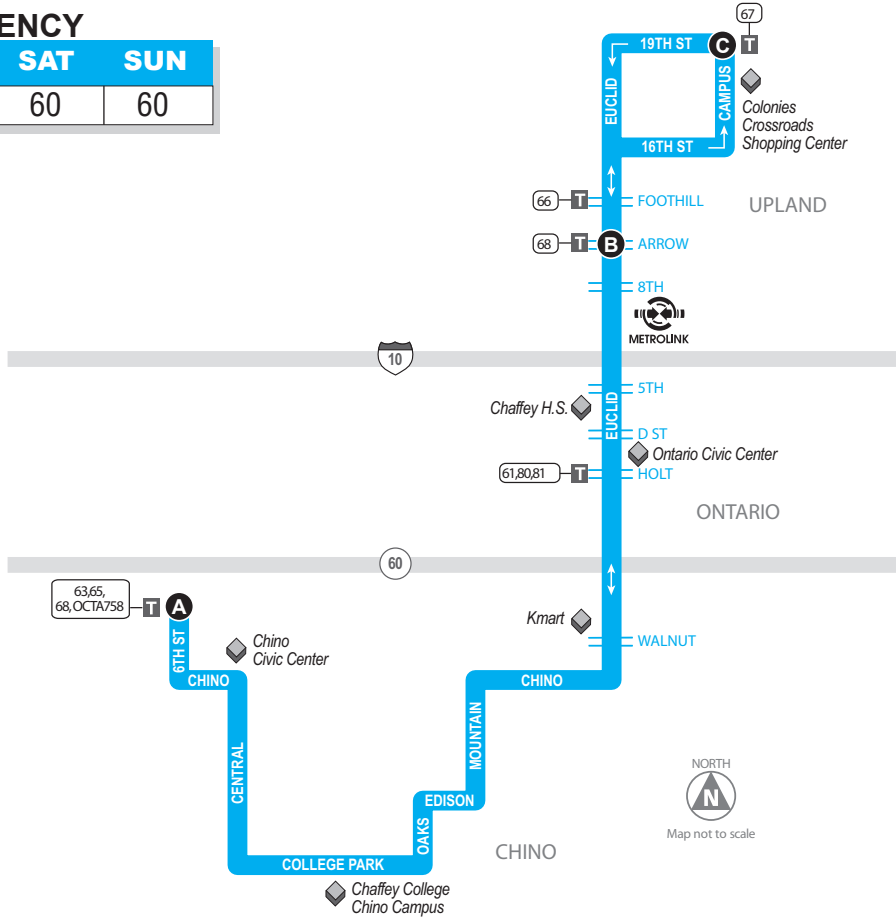 ENCY
SAT SUN
60 60
67
19TH ST
C
T
EUCLID
CAMPUS
Colonies
Crossroads
Shopping Center
16TH ST
66
T
FOOTHILL
UPLAND
68
T
B
ARROW
8TH
METROLINK
10
5TH
Chaffey H.S.
EUCLID
D ST
Ontario Civic Center
61,80,81
T
HOLT
ONTARIO
60
63,65,
68,OCTA758
T
A
Kmart
6TH ST
Chino
Civic Center
WALNUT
CHINO
CHINO
MOUNTAIN
CENTRAL
NORTH
N
Map not to scale
EDISON
OAKS
CHINO
COLLEGE PARK
Chaffey College
Chino Campus